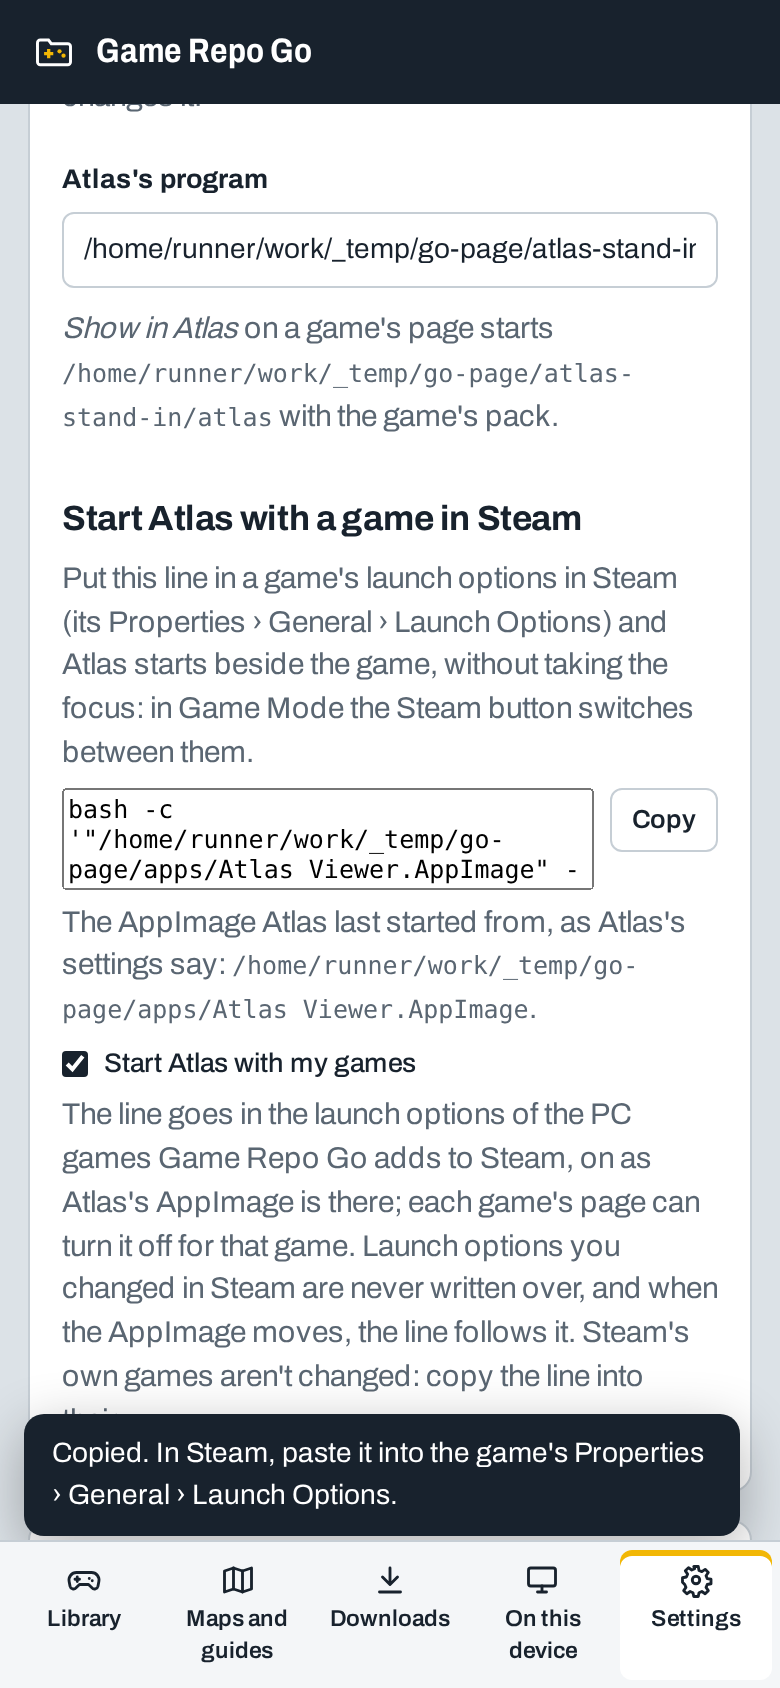 Game Repo Go
changes it.
Atlas's program
/home/runner/work/_temp/go-page/atlas-stand-in
Show in Atlas on a game's page starts
/home/runner/work/_temp/go-page/atlas-
stand-in/atlas with the game's pack.
Start Atlas with a game in Steam
Put this line in a game's launch options in Steam
(its Properties › General › Launch Options) and
Atlas starts beside the game, without taking the
focus: in Game Mode the Steam button switches
between them.
bash -c
'"/home/runner/work/_temp/go-
page/apps/Atlas Viewer.AppImage" -
Copy
The AppImage Atlas last started from, as Atlas's
settings say: /home/runner/work/_temp/go-
page/apps/Atlas Viewer.AppImage.
Start Atlas with my games
The line goes in the launch options of the PC
games Game Repo Go adds to Steam, on as
Atlas's AppImage is there; each game's page can
turn it off for that game. Launch options you
changed in Steam are never written over, and when
the AppImage moves, the line follows it. Steam's
own games aren't changed: copy the line into
Copied. In Steam, paste it into the game's Properties
› General › Launch Options.
Library
Maps and
guides
Downloads
On this
device
Settings